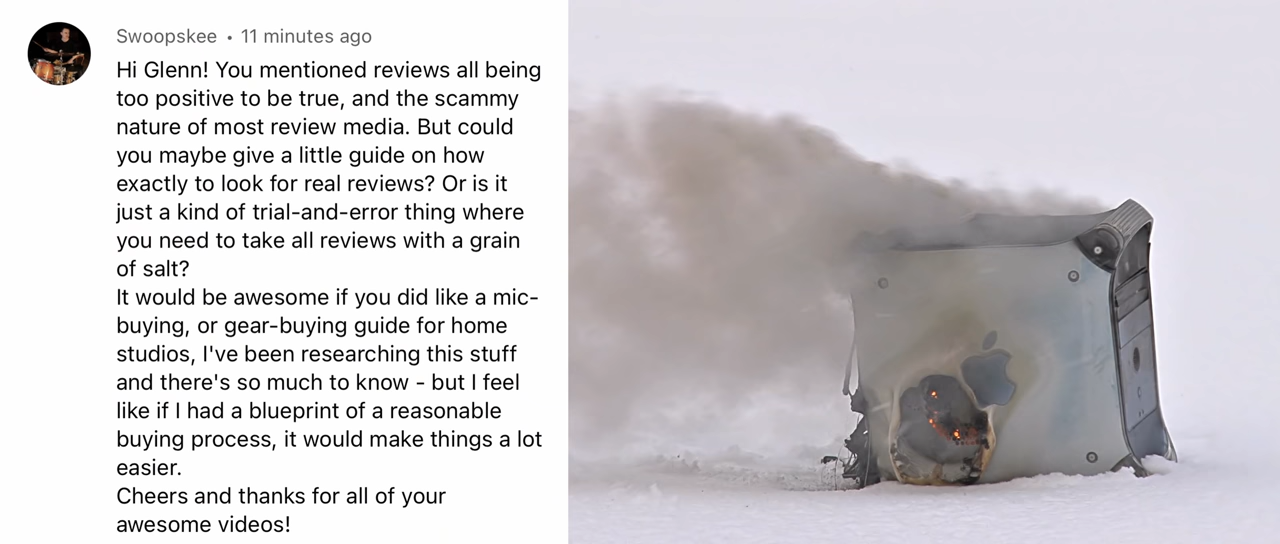 Swoopskee • 11 minutes ago
Hi Glenn! You mentioned reviews all being
too positive to be true, and the scammy
nature of most review media. But could
you maybe give a little guide on how
exactly to look for real reviews? Or is it
just a kind of trial-and-error thing where
you need to take all reviews with a grain
of salt?
It would be awesome if you did like a mic-
buying, or gear-buying guide for home
studios, I've been researching this stuff
and there's so much to know - but I feel
like if I had a blueprint of a reasonable
buying process, it would make things a lot
easier.
Cheers and thanks for all of your
awesome videos!